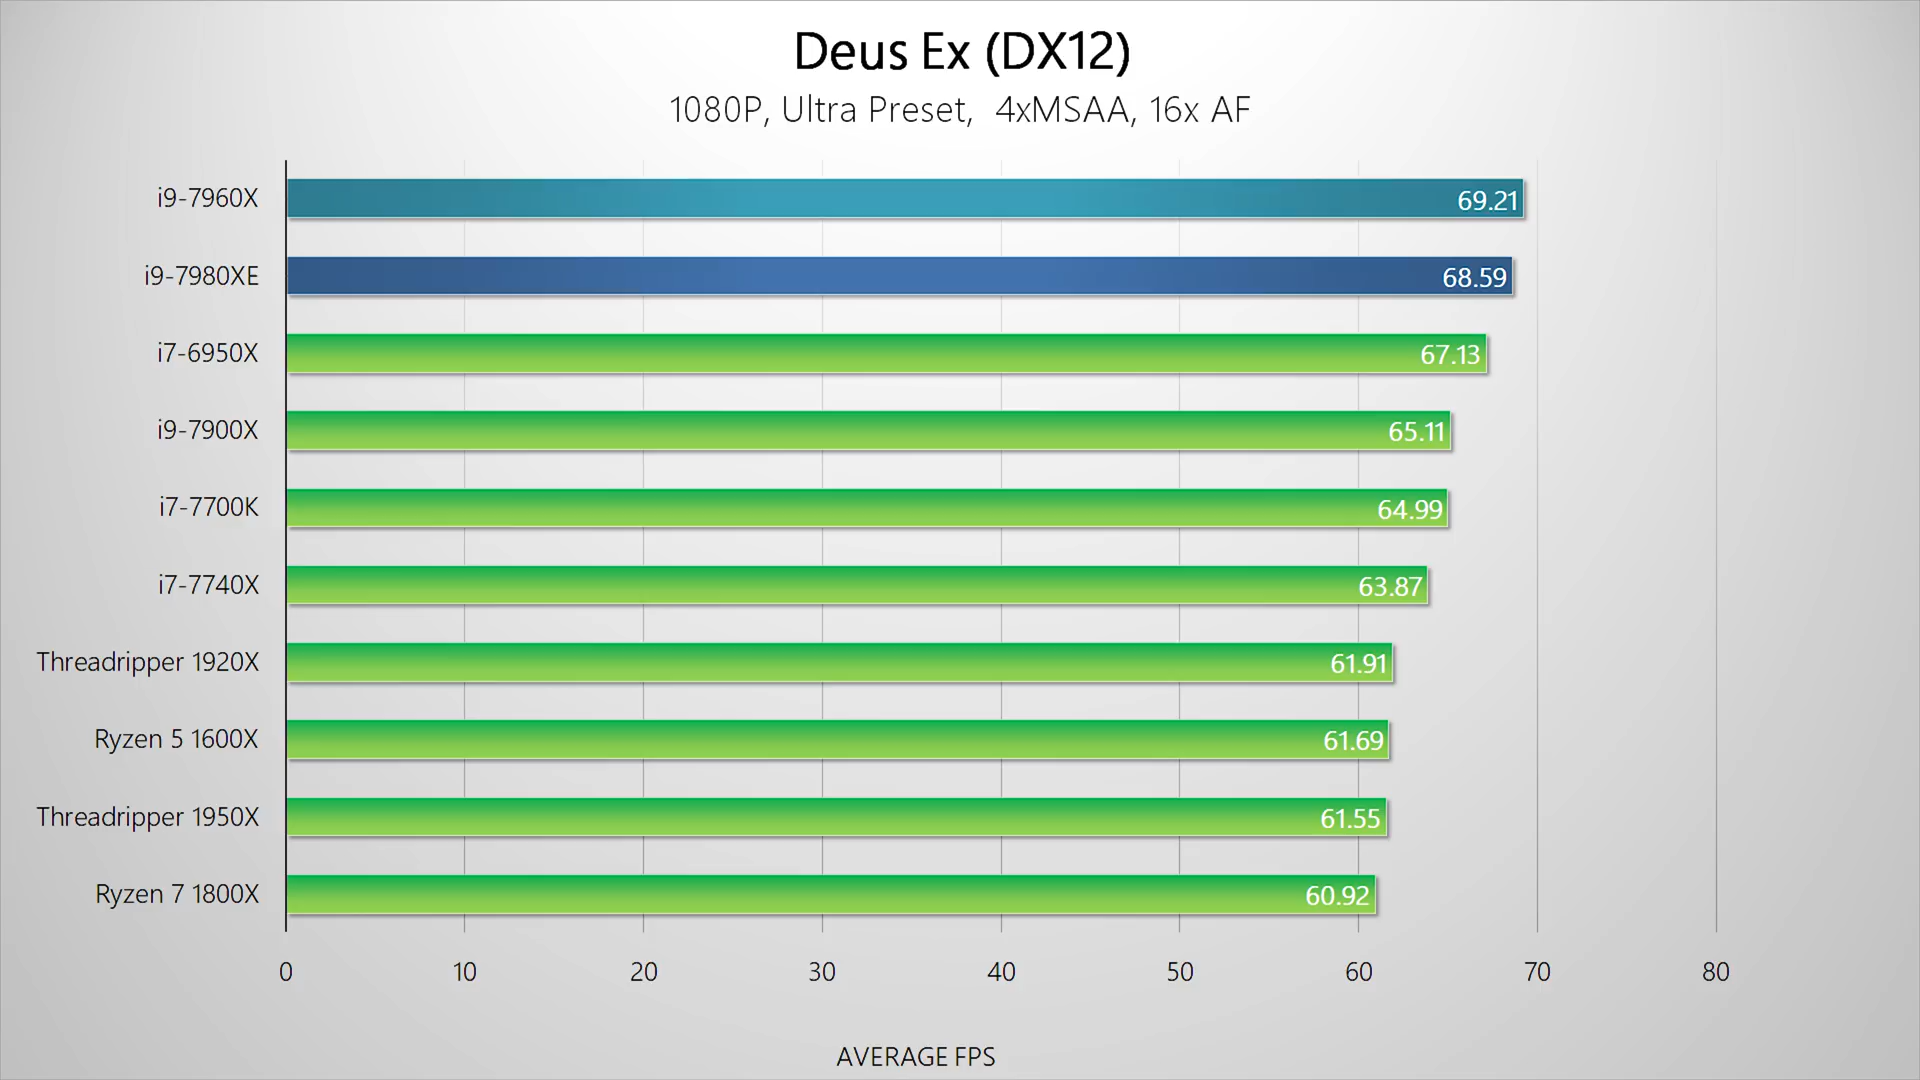 Deus Ex (DX12)
1080P, Ultra Preset, 4xMSAA, 16x AF
i9-7960X 69.21
i9-7980XE 68.59
i7-6950X 67.13
i9-7900X 65.11
i7-7700K 64.99
i7-7740X 63.87
Threadripper 1920X 61.91
Ryzen 5 1600X 61.69
Threadripper 1950X 61.55
Ryzen 7 1800X 60.92
0 10 20 30 40 50 60 70 80
AVERAGE FPS